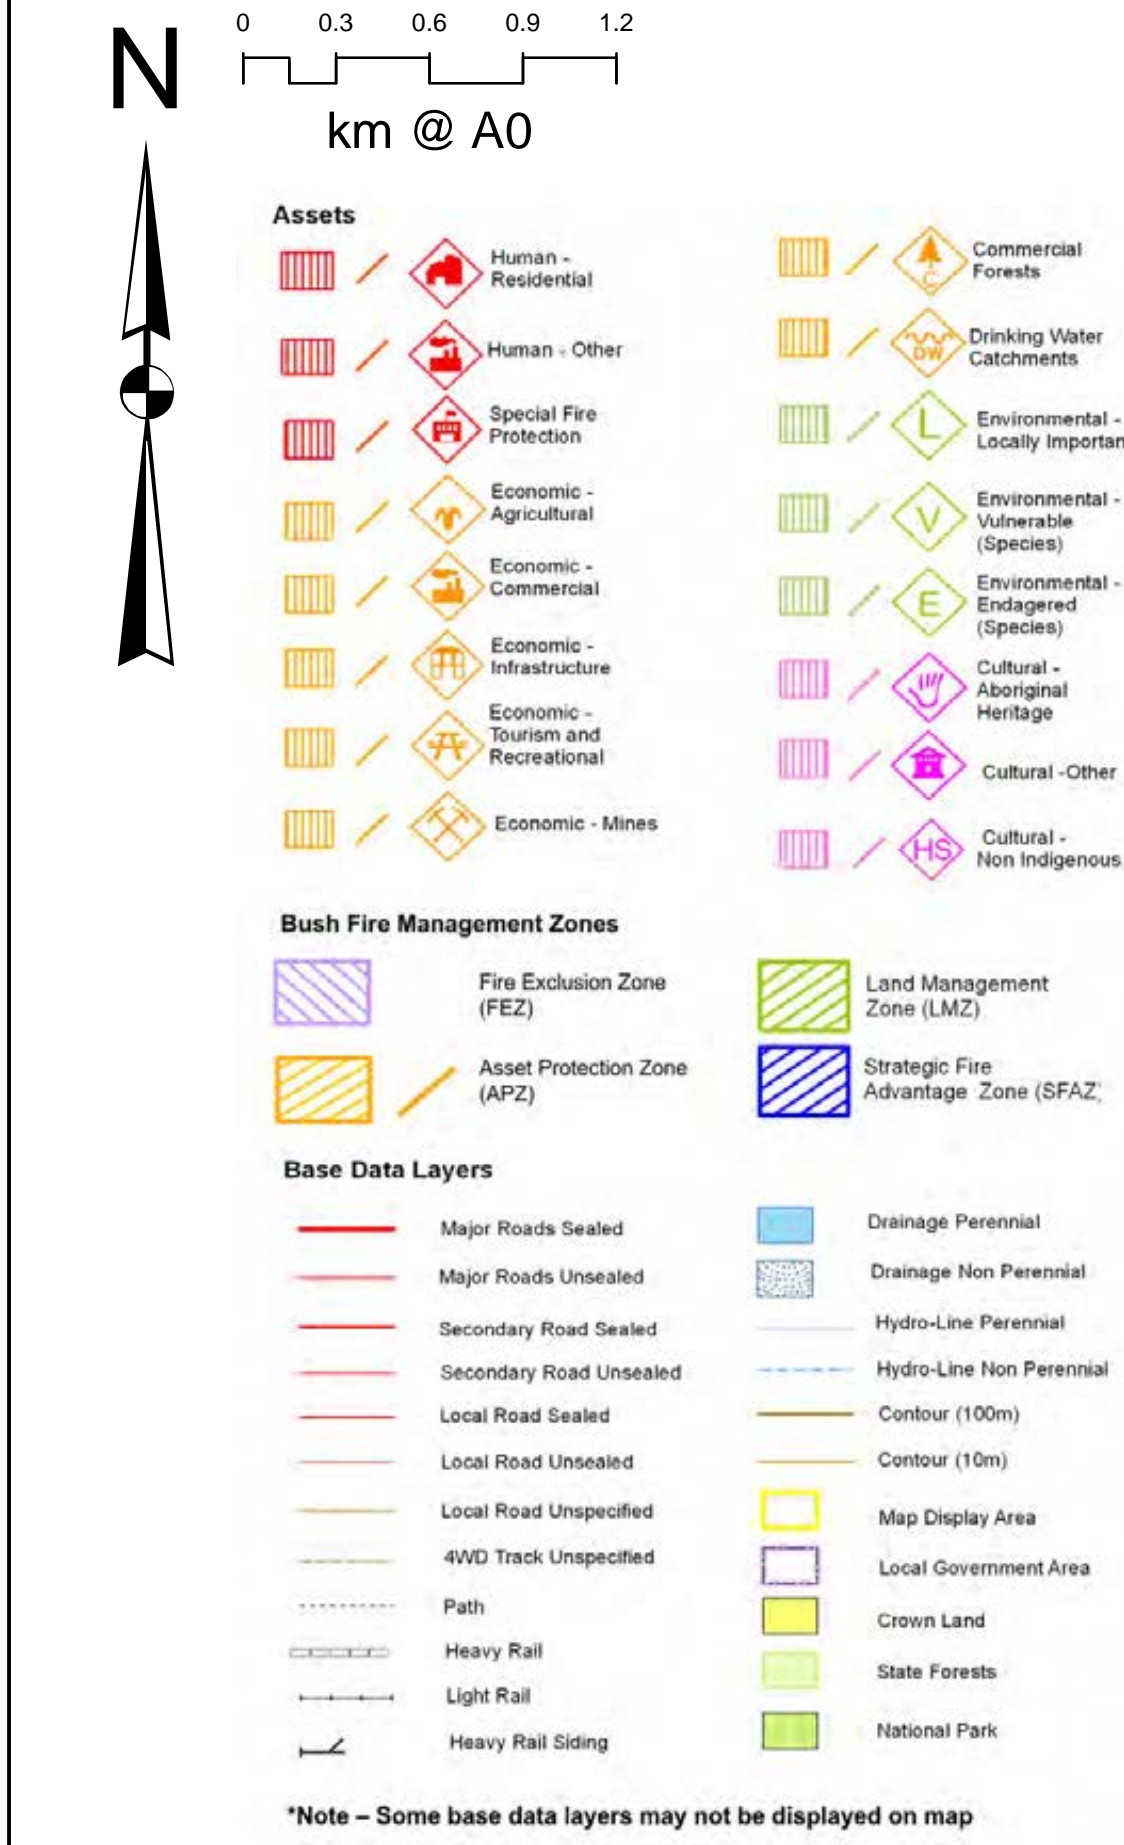 N
0 0.3 0.6 0.9 1.2
km @ A0
Assets
Human -
Residential
Human - Other
Special Fire
Protection
Economic -
Agricultural
Economic -
Commercial
Economic -
Infrastructure
Economic -
Tourism and
Recreational
Economic - Mines
C
Commercial
Forests
DW
Drinking Water
Catchments
L
Environmental -
Locally Importan
V
Environmental -
Vulnerable
(Species)
E
Environmental -
Endagered
(Species)
Cultural -
Aboriginal
Heritage
Cultural -Other
HS
Cultural -
Non Indigenous
Bush Fire Management Zones
Fire Exclusion Zone
(FEZ)
Asset Protection Zone
(APZ)
Land Management
Zone (LMZ)
Strategic Fire
Advantage Zone (SFAZ)
Base Data Layers
Major Roads Sealed
Major Roads Unsealed
Secondary Road Sealed
Secondary Road Unsealed
Local Road Sealed
Local Road Unsealed
Local Road Unspecified
4WD Track Unspecified
Path
Heavy Rail
Light Rail
Heavy Rail Siding
Drainage Perennial
Drainage Non Perennial
Hydro-Line Perennial
Hydro-Line Non Perennial
Contour (100m)
Contour (10m)
Map Display Area
Local Government Area
Crown Land
State Forests
National Park
*Note – Some base data layers may not be displayed on map